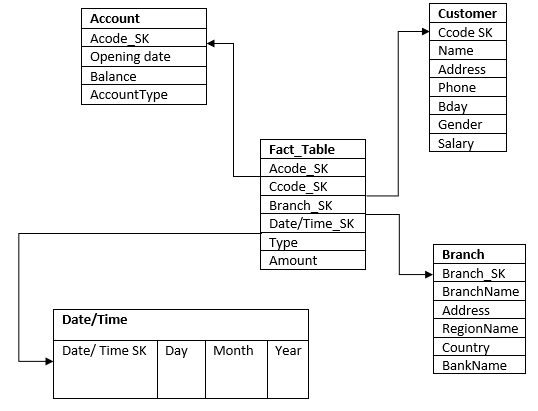 Account
Acode_SK
Opening date
Balance
AccountType
Customer
Ccode SK
Name
Address
Phone
Bday
Gender
Salary
Fact_Table
Acode_SK
Ccode_SK
Branch_SK
Date/Time_SK
Type
Amount
Branch
Branch_SK
BranchName
Address
RegionName
Country
BankName
Date/Time
Date/ Time SK Day Month Year